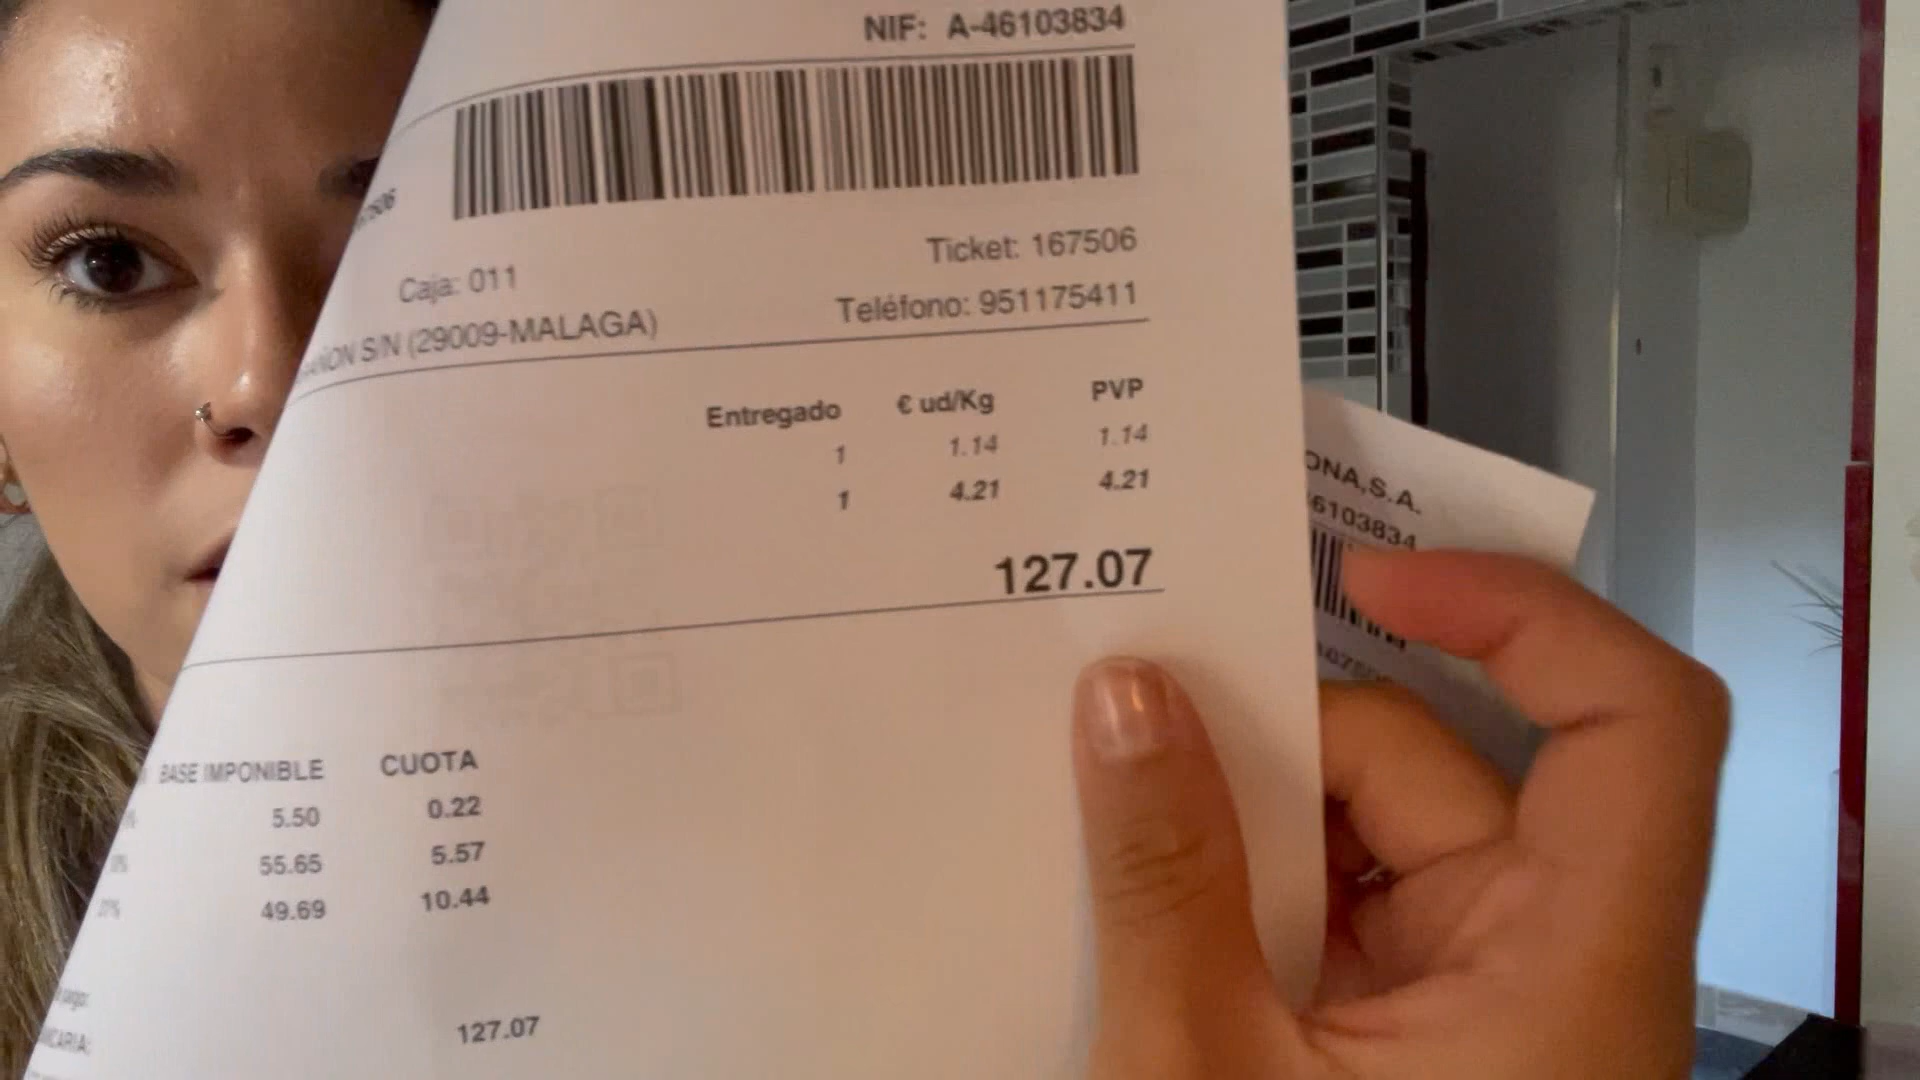 NIF: A-46103834
Ticket: 167506
Caja: 011
Teléfono: 951175411
S/N (29009-MALAGA)
Entregado € ud/Kg PVP
1 1.14 1.14
1 4.21 4.21
127.07
BASE IMPONIBLE CUOTA
5.50 0.22
55.65 5.57
49.69 10.44
127.07
ONA,S.A.
6103834